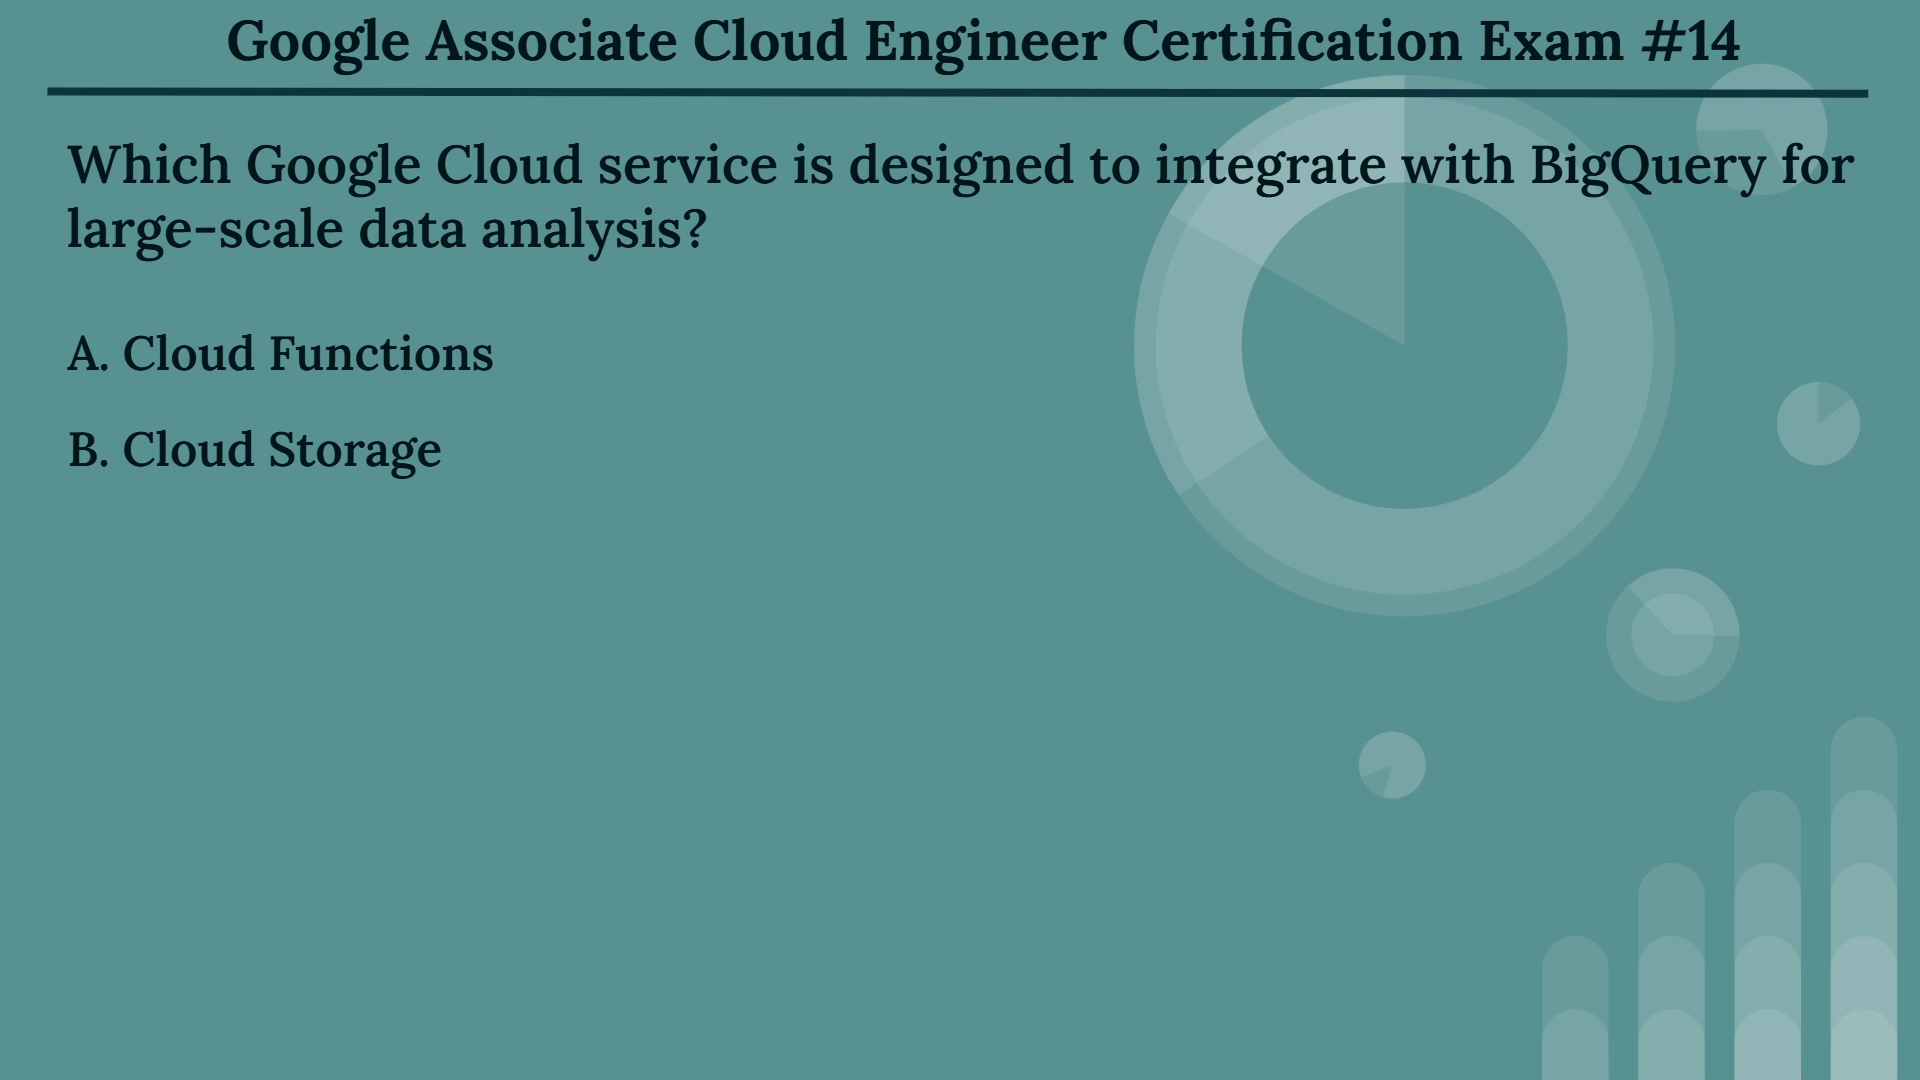 Google Associate Cloud Engineer Certification Exam #14
Which Google Cloud service is designed to integrate with BigQuery for
large-scale data analysis?
A. Cloud Functions
B. Cloud Storage